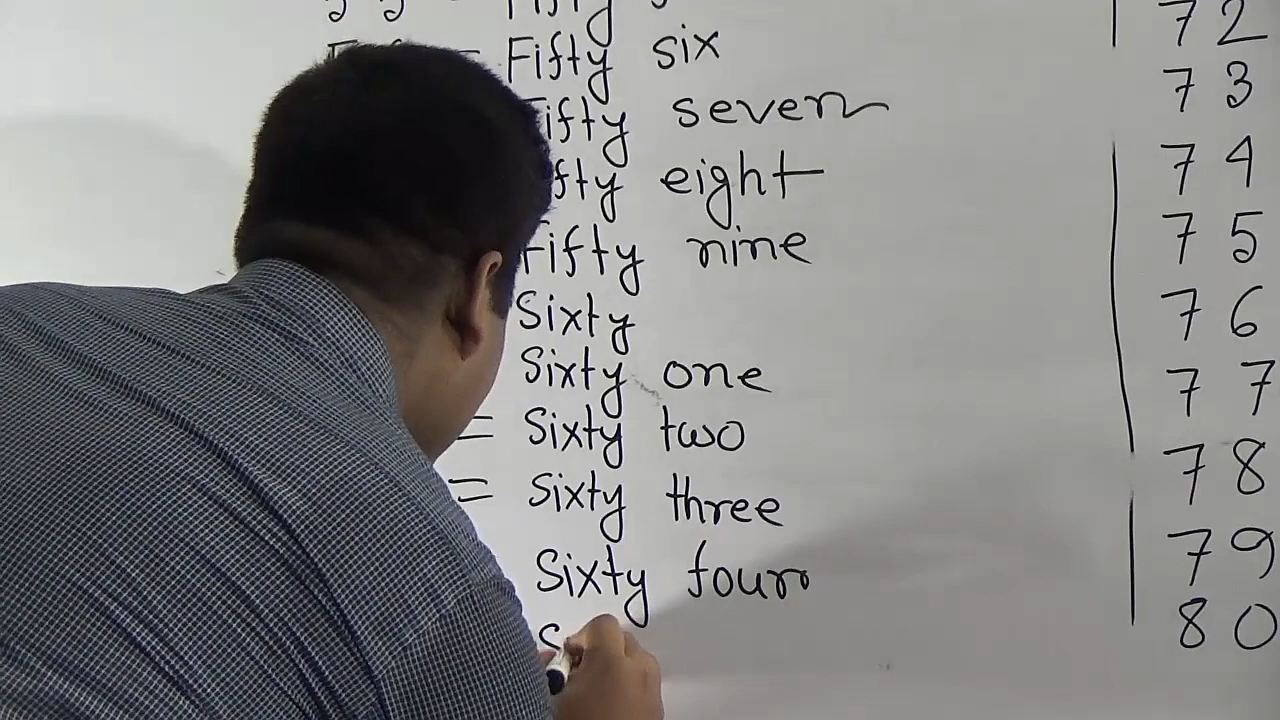 Fifty six
Fifty seven
fty eight
Fifty nine
Sixty
Sixty one
= Sixty two
= Sixty three
Sixty four
S
72
73
74
75
76
77
78
79
80